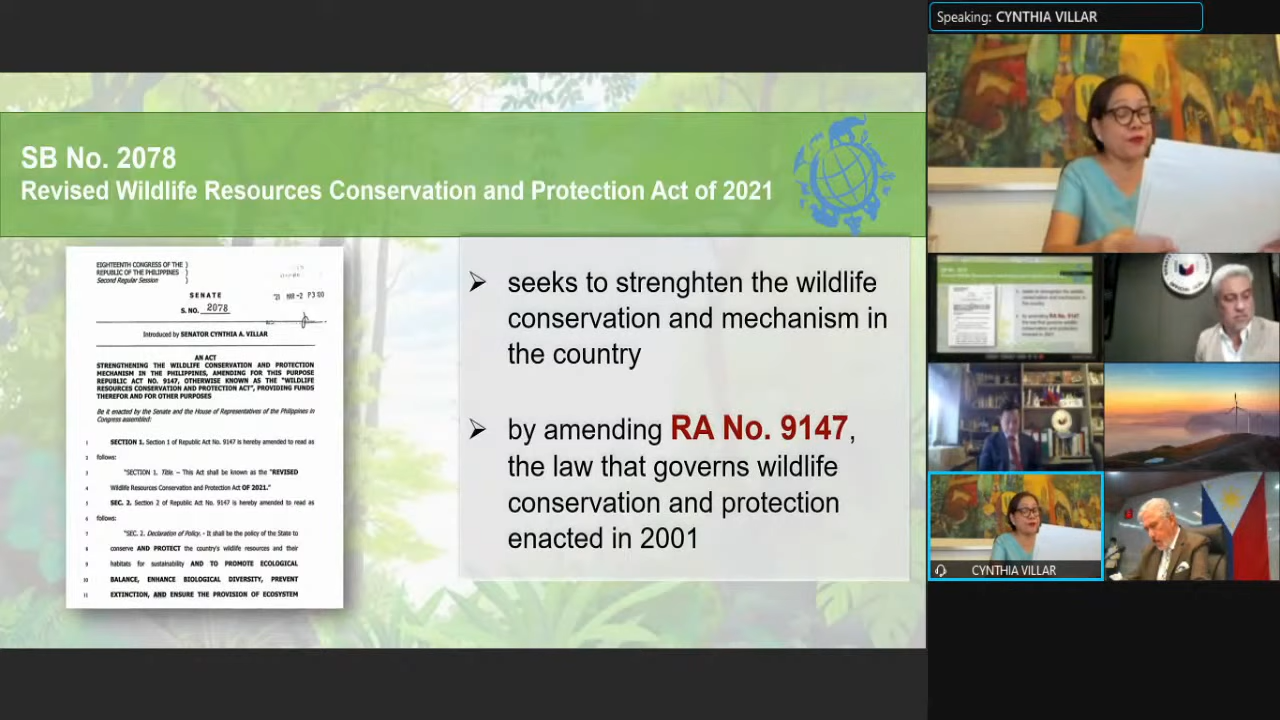 Speaking: CYNTHIA VILLAR
SB No. 2078
Revised Wildlife Resources Conservation and Protection Act of 2021
EIGHTEENTH CONGRESS OF THE )
REPUBLIC OF THE PHILIPPINES )
Second Regular Session )
SENATE
S. NO. 2078
Introduced by SENATOR CYNTHIA A. VILLAR
AN ACT
STRENGTHENING THE WILDLIFE CONSERVATION AND PROTECTION
MECHANISM IN THE PHILIPPINES, AMENDING FOR THIS PURPOSE
REPUBLIC ACT NO. 9147, OTHERWISE KNOWN AS THE "WILDLIFE
RESOURCES CONSERVATION AND PROTECTION ACT", PROVIDING FUNDS
THEREFOR AND FOR OTHER PURPOSES
Be it enacted by the Senate and the House of Representatives of the Philippines in
Congress assembled:
1 SECTION 1. Section 1 of Republic Act No. 9147 is hereby amended to read as
2 follows:
3 "SECTION 1. Title. – This Act shall be known as the "REVISED
4 Wildlife Resources Conservation and Protection Act OF 2021."
5 SEC. 2. Section 2 of Republic Act No. 9147 is hereby amended to read as
6 follows:
7 "SEC. 2. Declaration of Policy. - It shall be the policy of the State to
8 conserve AND PROTECT the country's wildlife resources and their
9 habitats for sustainability AND TO PROMOTE ECOLOGICAL
10 BALANCE, ENHANCE BIOLOGICAL DIVERSITY, PREVENT
11 EXTINCTION, AND ENSURE THE PROVISION OF ECOSYSTEM
➢ seeks to strenghten the wildlife
conservation and mechanism in
the country
➢ by amending RA No. 9147,
the law that governs wildlife
conservation and protection
enacted in 2001
CYNTHIA VILLAR